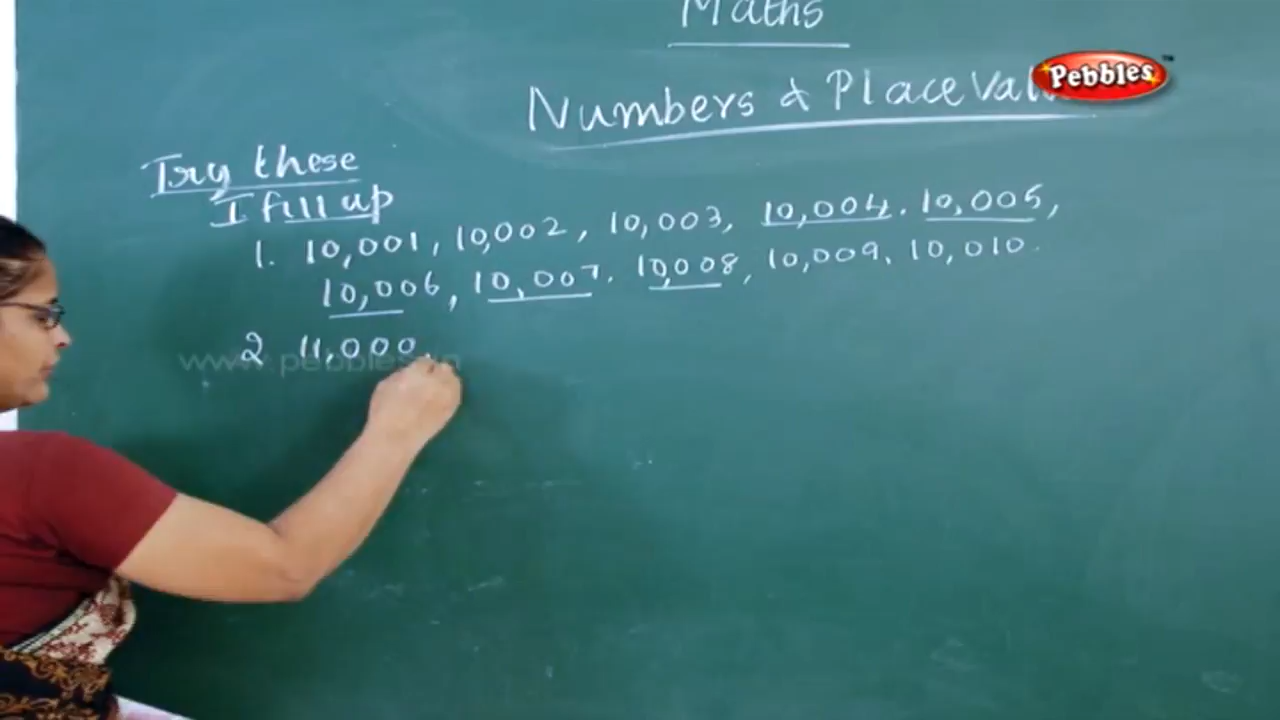 Maths
Numbers & Place Val
Pebbles™
Try these
I fill up
1. 10,001, 10,002, 10,003, 10,004, 10,005,
10,006, 10,007, 10,008, 10,009, 10,010.
2 11,000,
www.pebbles.in